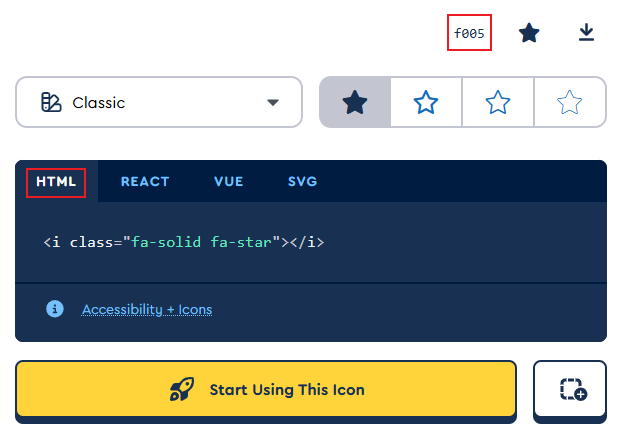 f005
Classic
HTML REACT VUE SVG
<i class="fa-solid fa-star"></i>
Accessibility + Icons
Start Using This Icon